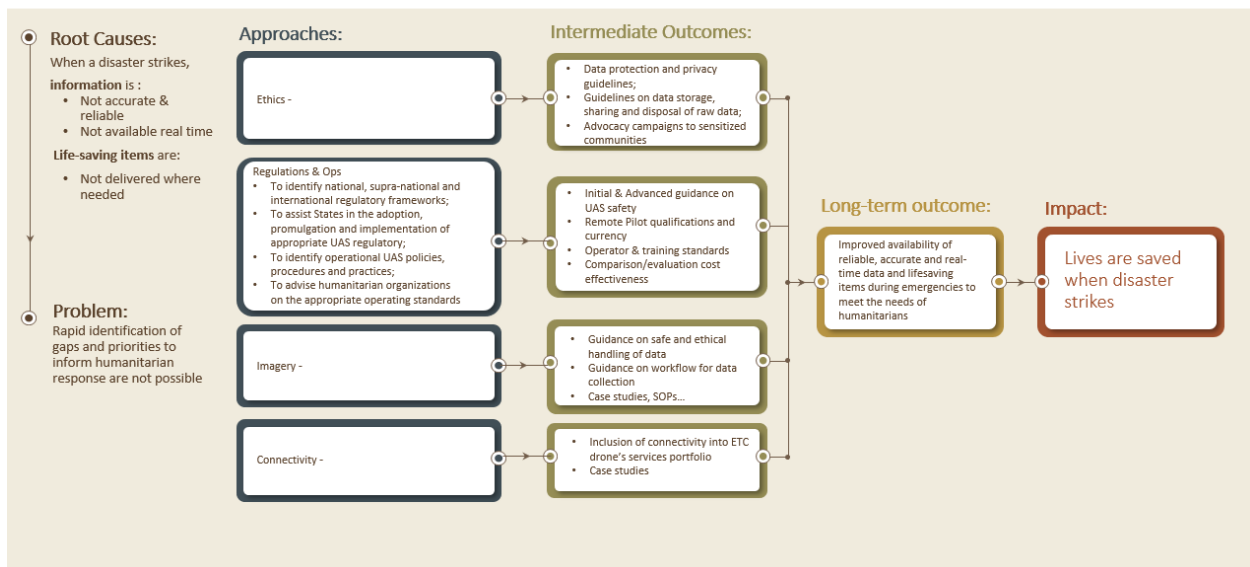 Root Causes:
When a disaster strikes,
information is :
• Not accurate &
reliable
• Not available real time
Life-saving items are:
• Not delivered where
needed
Problem:
Rapid identification of
gaps and priorities to
inform humanitarian
response are not possible
Approaches:
Ethics -
Regulations & Ops
• To identify national, supra-national and
international regulatory frameworks;
• To assist States in the adoption,
promulgation and implementation of
appropriate UAS regulatory;
• To identify operational UAS policies,
procedures and practices;
• To advise humanitarian organizations
on the appropriate operating standards
Imagery -
Connectivity -
Intermediate Outcomes:
• Data protection and privacy
guidelines;
• Guidelines on data storage,
sharing and disposal of raw data;
• Advocacy campaigns to sensitized
communities
• Initial & Advanced guidance on
UAS safety
• Remote Pilot qualifications and
currency
• Operator & training standards
• Comparison/evaluation cost
effectiveness
• Guidance on safe and ethical
handling of data
• Guidance on workflow for data
collection
• Case studies, SOPs...
• Inclusion of connectivity into ETC
drone's services portfolio
• Case studies
Long-term outcome:
Improved availability of
reliable, accurate and real-
time data and lifesaving
items during emergencies to
meet the needs of
humanitarians
Impact:
Lives are saved
when disaster
strikes